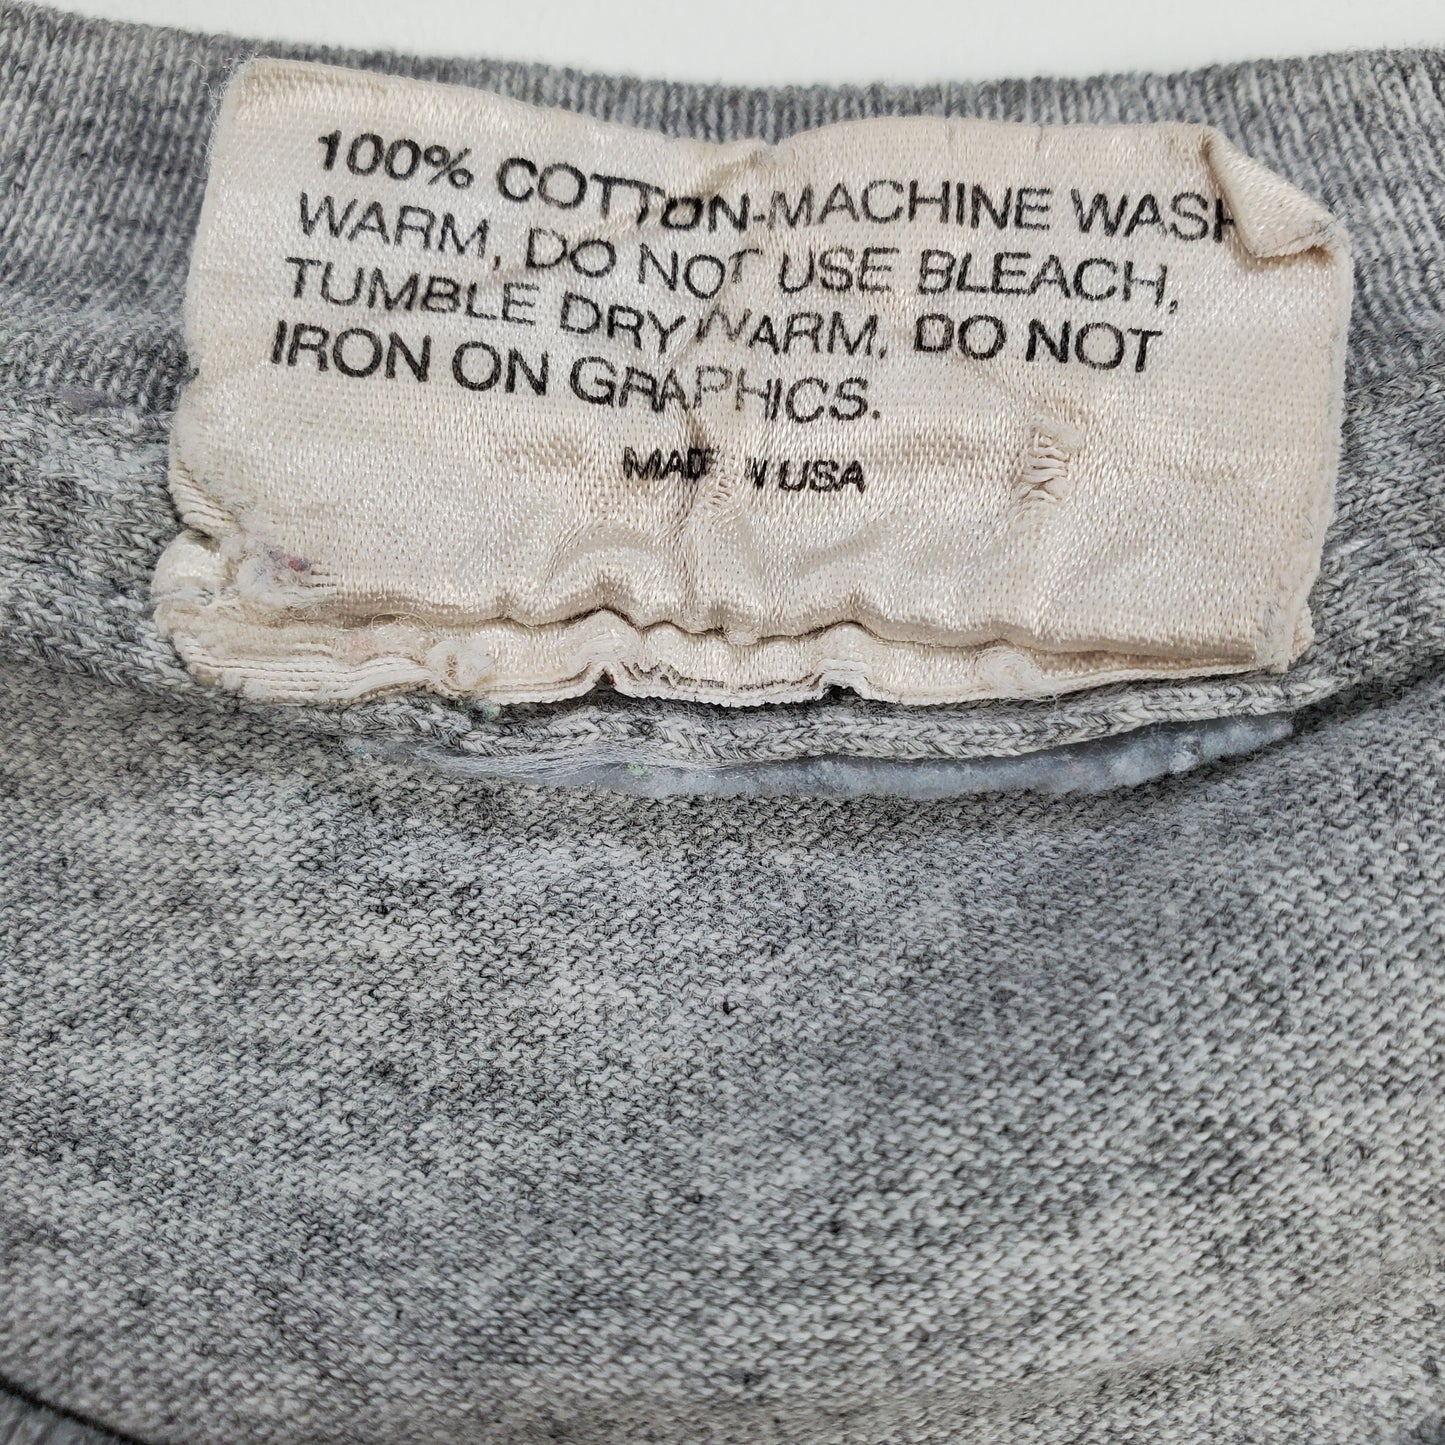 100% COTTON-MACHINE WASH
WARM, DO NOT USE BLEACH,
TUMBLE DRY WARM, DO NOT
IRON ON GRAPHICS.
MADE IN USA